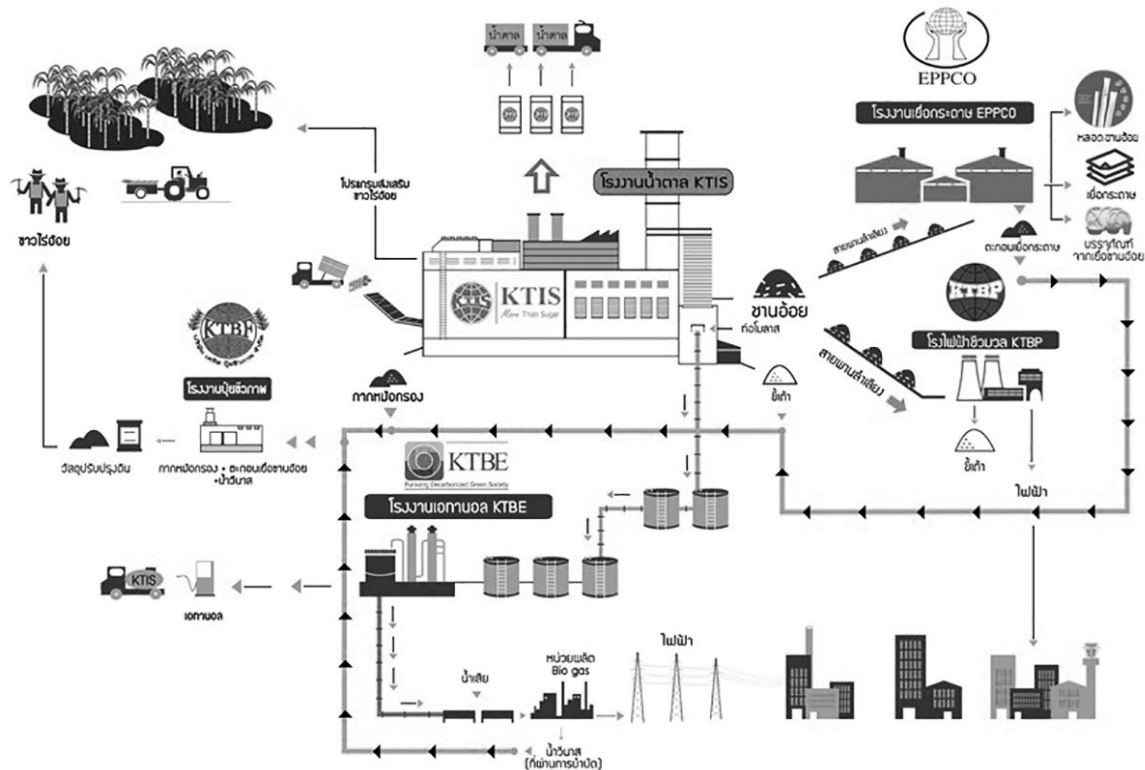 น้ำตาล
น้ำตาล
EPPCO
โรงงานเยื่อกระดาษ EPPCO
หลอดชานอ้อย
เยื่อกระดาษ
บรรจุภัณฑ์
จากเยื่อชานอ้อย
ตะกอนเยื่อกระดาษ
สายพานลำเลียง
โรงงานน้ำตาล KTIS
โปรแกรมส่งเสริม
ชาวไร่อ้อย
ชาวไร่อ้อย
KTIS
KTIS
More Than Sugar
ชานอ้อย
ท่อโมลาส
KTBP
โรงไฟฟ้าชีวมวล KTBP
สายพานลำเลียง
ขี้เถ้า
ขี้เถ้า
ไฟฟ้า
KTBF
โรงงานปุ๋ยชีวภาพ
กากหม้อกรอง
วัสดุปรับปรุงดิน
กากหม้อกรอง + ตะกอนเยื่อชานอ้อย
+น้ำวีนาส
KTBE
Pursuing Decarbonized Green Society
โรงงานเอทานอล KTBE
KTIS
เอทานอล
น้ำเสีย
หน่วยผลิต
Bio gas
ไฟฟ้า
น้ำวีนาส
(ที่ผ่านการบำบัด)